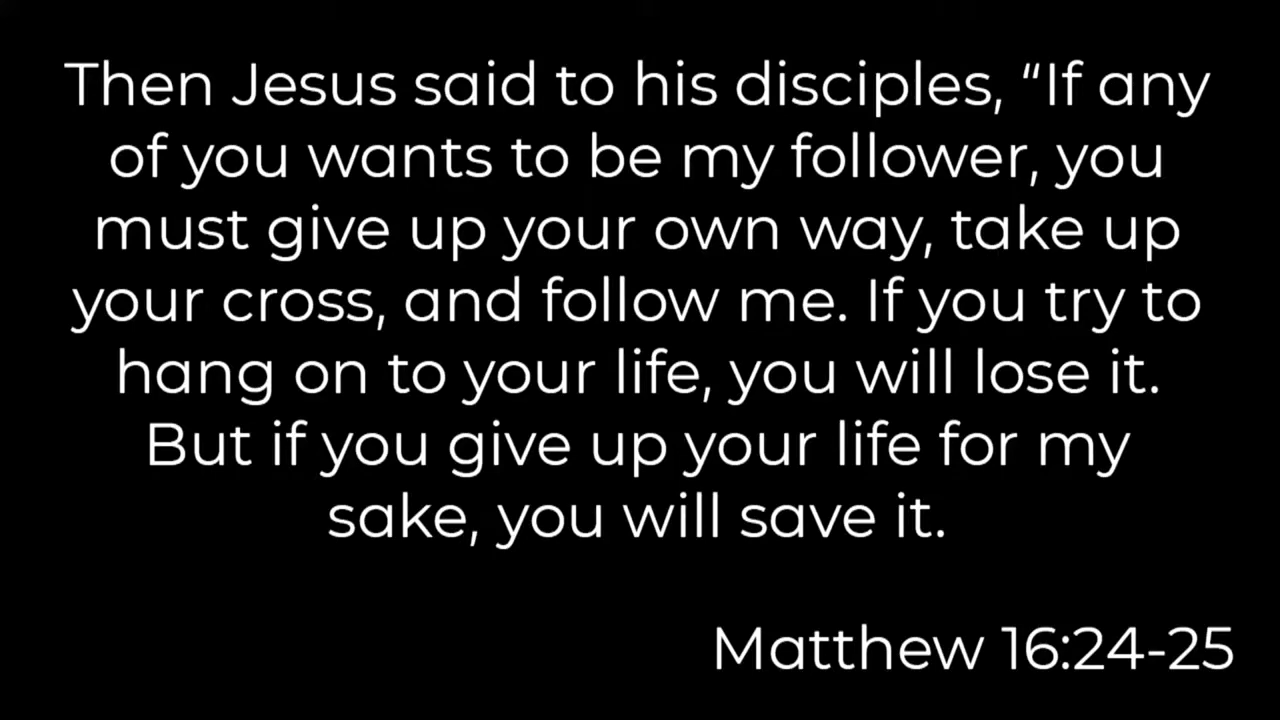 Then Jesus said to his disciples, “If any
of you wants to be my follower, you
must give up your own way, take up
your cross, and follow me. If you try to
hang on to your life, you will lose it.
But if you give up your life for my
sake, you will save it.
Matthew 16:24-25